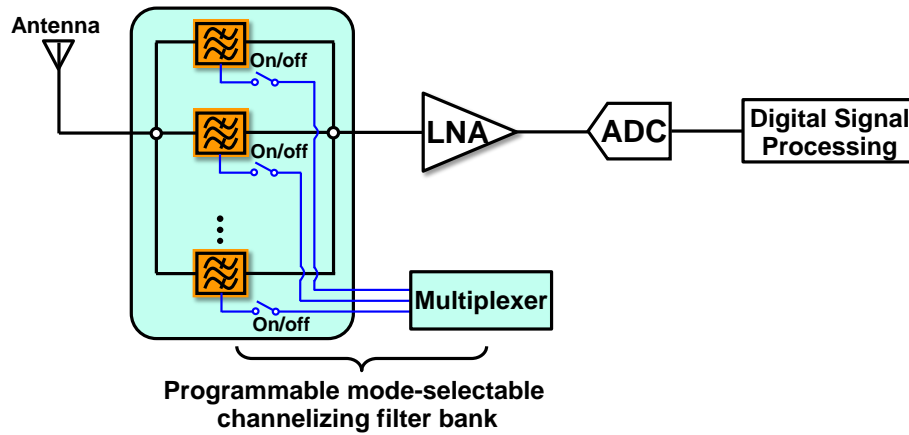 Antenna
On/off
On/off
On/off
LNA
ADC
Digital Signal
Processing
Multiplexer
Programmable mode-selectable
channelizing filter bank